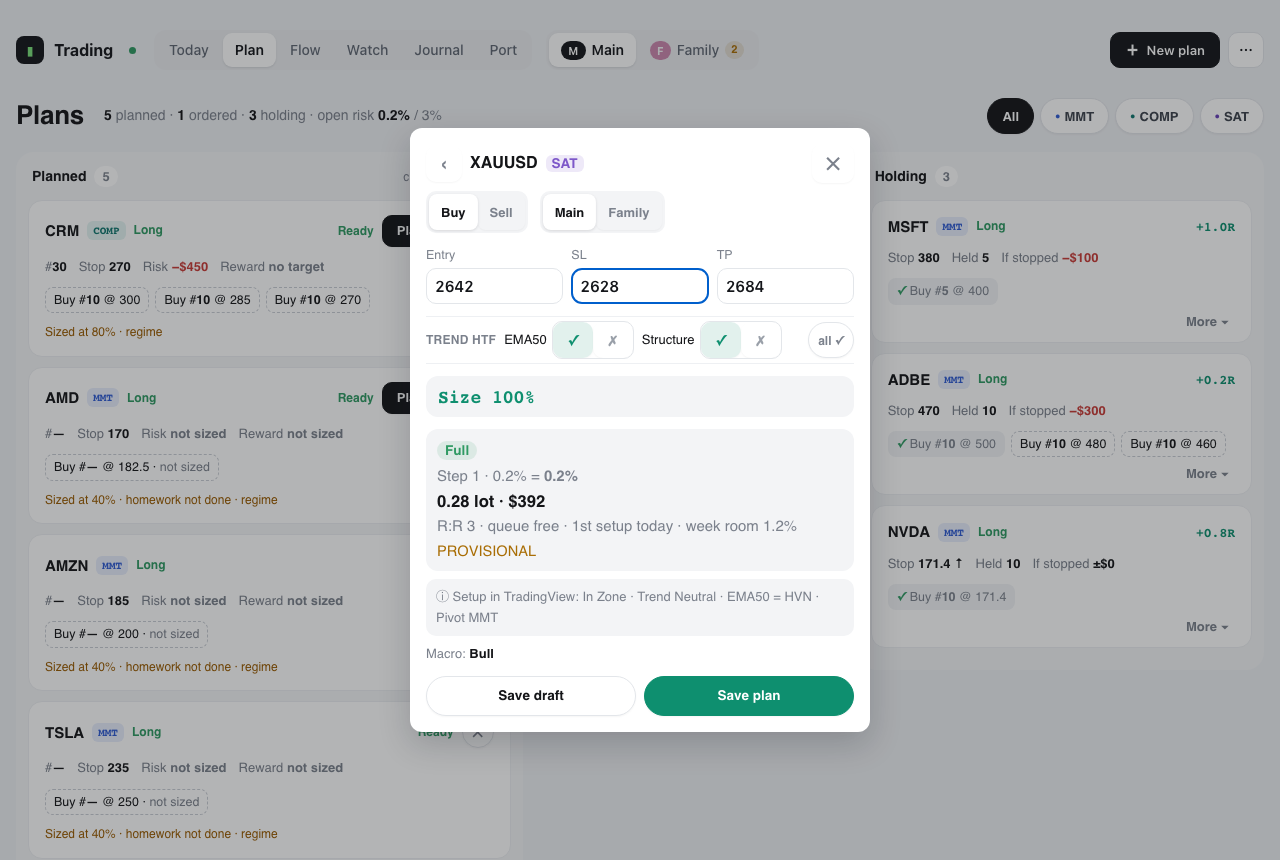 Trading
Today Plan Flow Watch Journal Port
M Main F Family 2
+ New plan ...
Plans 5 planned · 1 ordered · 3 holding · open risk 0.2% / 3%
All • MMT • COMP • SAT
Planned 5
CRM COMP Long Ready
#30 Stop 270 Risk –$450 Reward no target
Buy #10 @ 300 Buy #10 @ 285 Buy #10 @ 270
Sized at 80% · regime
AMD MMT Long Ready
#— Stop 170 Risk not sized Reward not sized
Buy #— @ 182.5 · not sized
Sized at 40% · homework not done · regime
AMZN MMT Long
#— Stop 185 Risk not sized Reward not sized
Buy #— @ 200 · not sized
Sized at 40% · homework not done · regime
TSLA MMT Long Ready
#— Stop 235 Risk not sized Reward not sized
Buy #— @ 250 · not sized
Sized at 40% · homework not done · regime
‹ XAUUSD SAT ✕
Buy Sell Main Family
Entry SL TP
2642 2628 2684
TREND HTF EMA50 ✓ ✗ Structure ✓ ✗ all ✓
Size 100%
Full
Step 1 · 0.2% = 0.2%
0.28 lot · $392
R:R 3 · queue free · 1st setup today · week room 1.2%
PROVISIONAL
ⓘ Setup in TradingView: In Zone · Trend Neutral · EMA50 = HVN ·
Pivot MMT
Macro: Bull
Save draft Save plan
Holding 3
MSFT MMT Long +1.0R
Stop 380 Held 5 If stopped –$100
✓ Buy #5 @ 400
More
ADBE MMT Long +0.2R
Stop 470 Held 10 If stopped –$300
✓ Buy #10 @ 500 Buy #10 @ 480 Buy #10 @ 460
More
NVDA MMT Long +0.8R
Stop 171.4 ↑ Held 10 If stopped ±$0
✓ Buy #10 @ 171.4
More